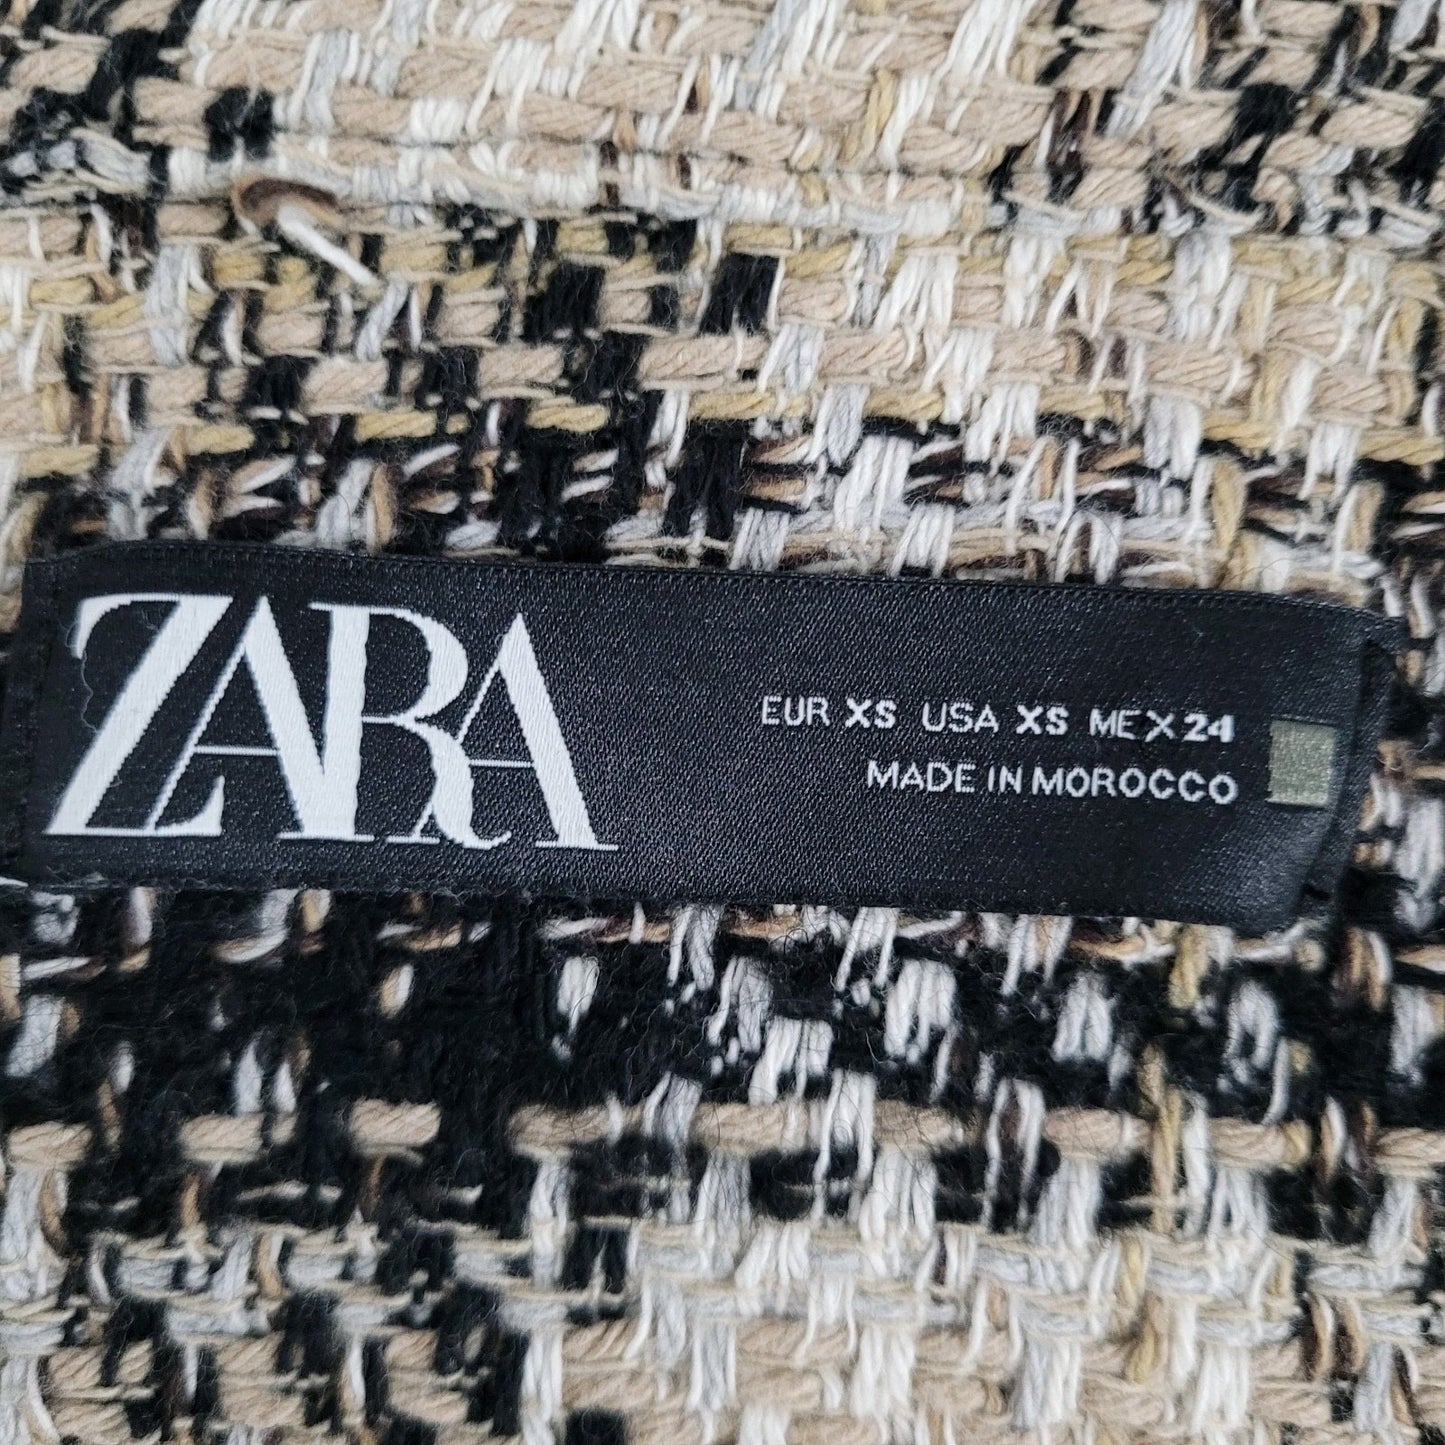 ZARA
EUR XS USA XS MEX 24
MADE IN MOROCCO